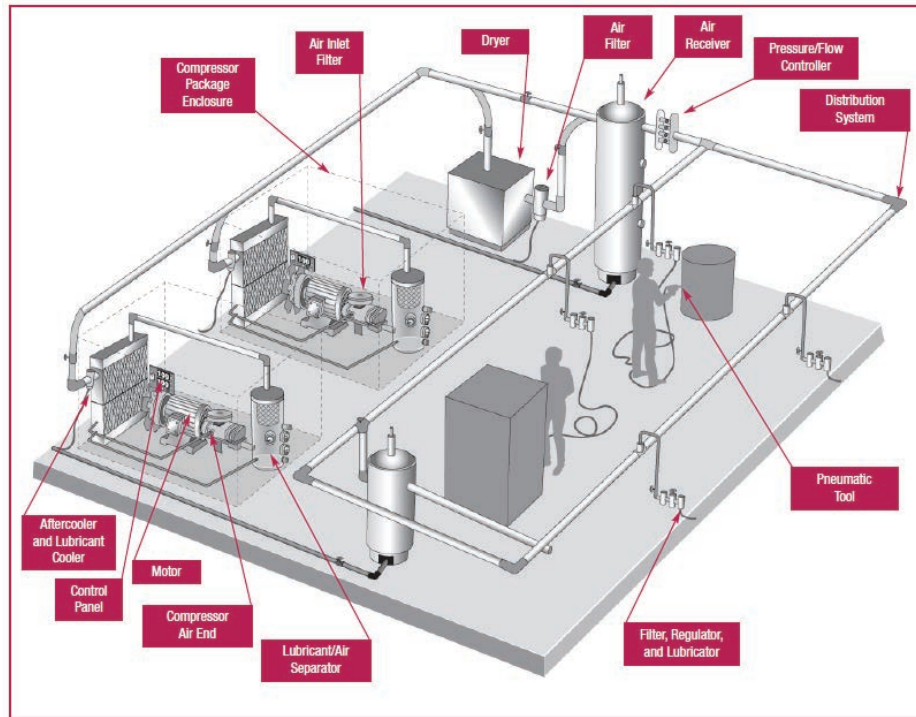 Air Inlet
Filter
Dryer
Air
Filter
Air
Receiver
Pressure/Flow
Controller
Compressor
Package
Enclosure
Distribution
System
Pneumatic
Tool
Aftercooler
and Lubricant
Cooler
Motor
Control
Panel
Compressor
Air End
Lubricant/Air
Separator
Filter, Regulator,
and Lubricator